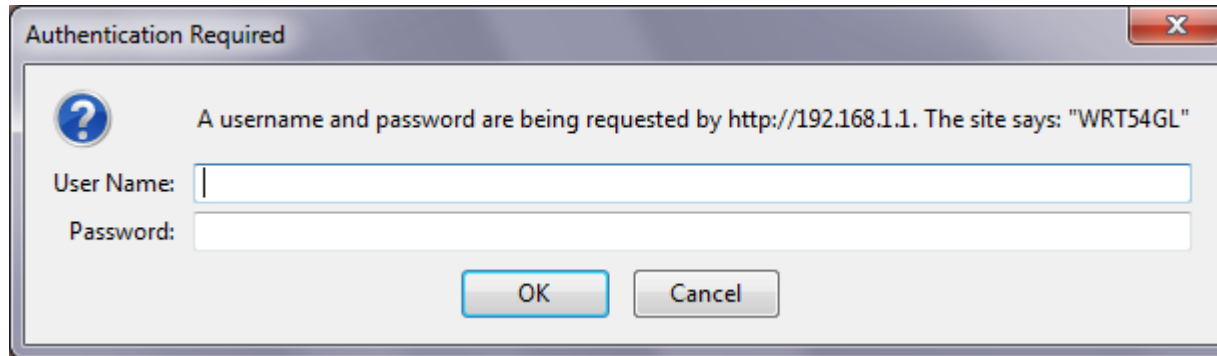 Authentication Required
A username and password are being requested by http://192.168.1.1. The site says: "WRT54GL"
User Name:
Password:
OK Cancel